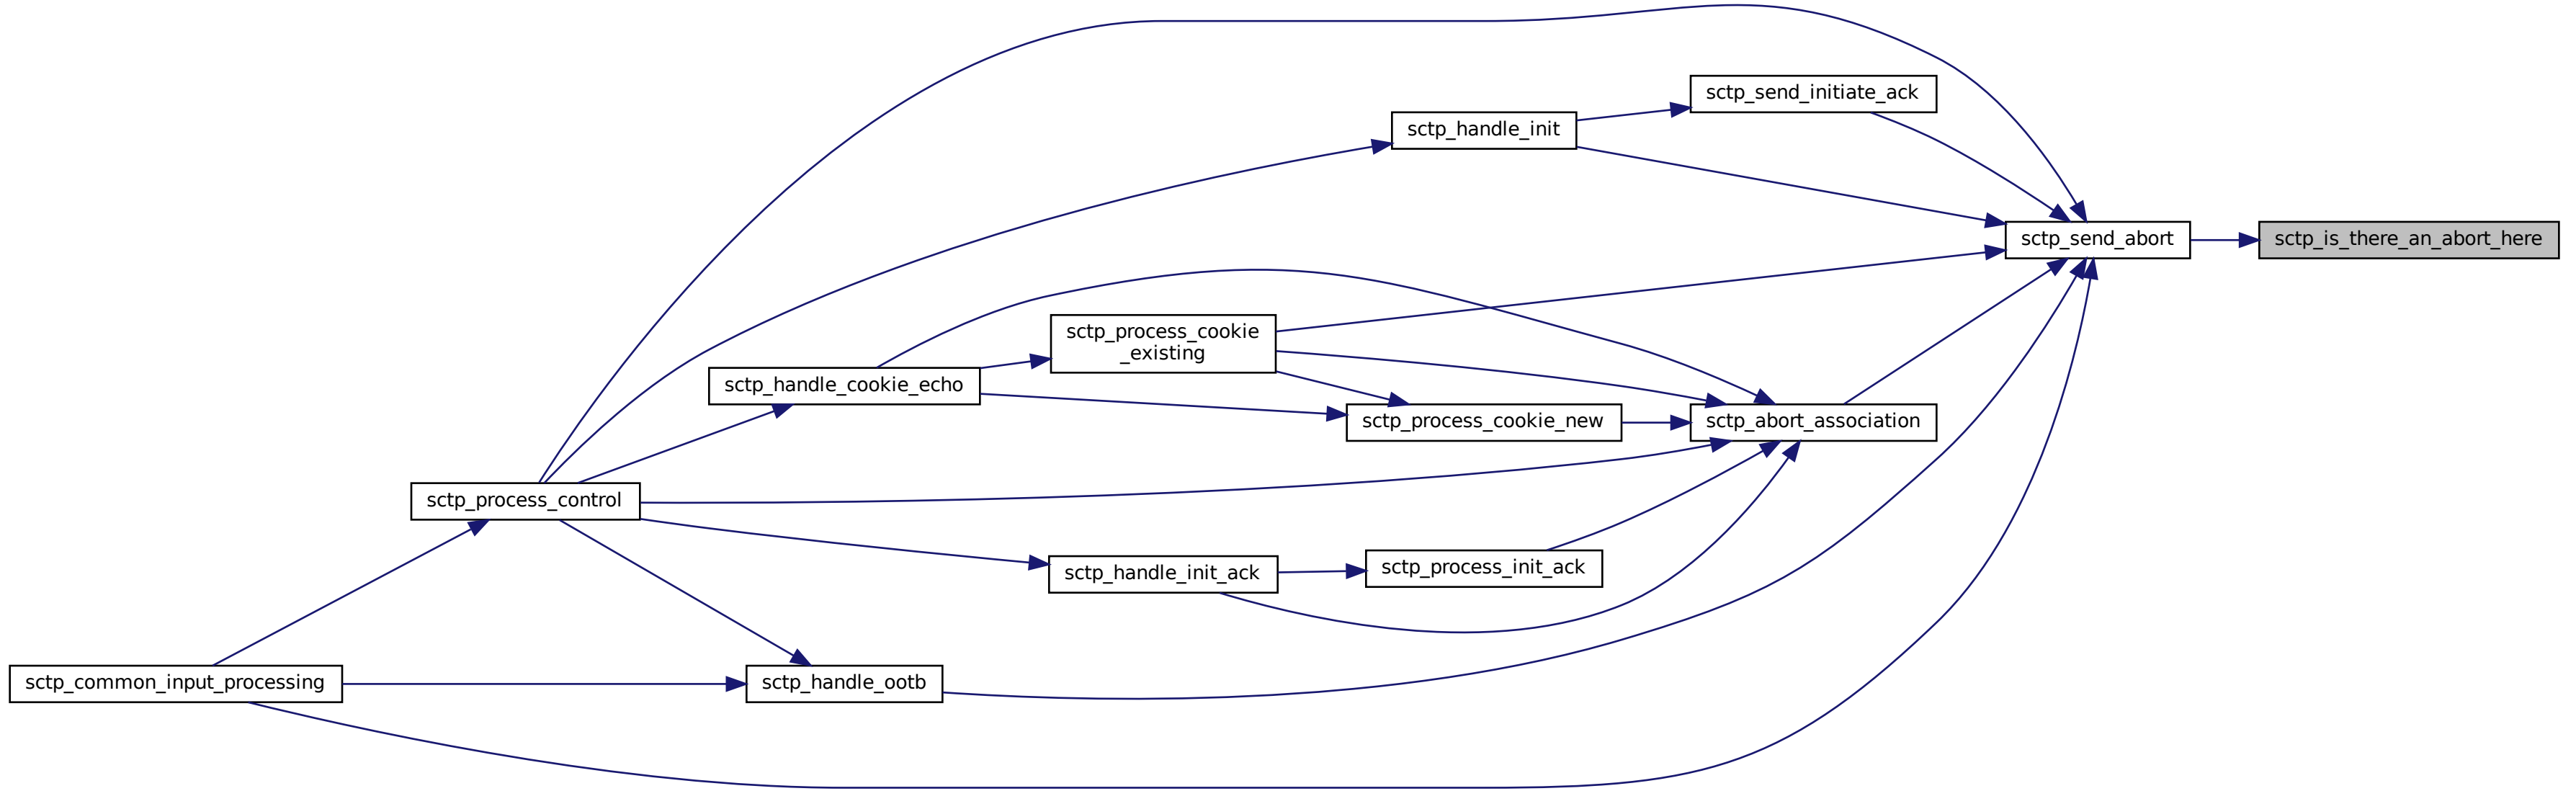 sctp_send_initiate_ack
sctp_handle_init
sctp_send_abort
sctp_is_there_an_abort_here
sctp_process_cookie
_existing
sctp_handle_cookie_echo
sctp_process_cookie_new
sctp_abort_association
sctp_process_control
sctp_handle_init_ack
sctp_process_init_ack
sctp_common_input_processing
sctp_handle_ootb